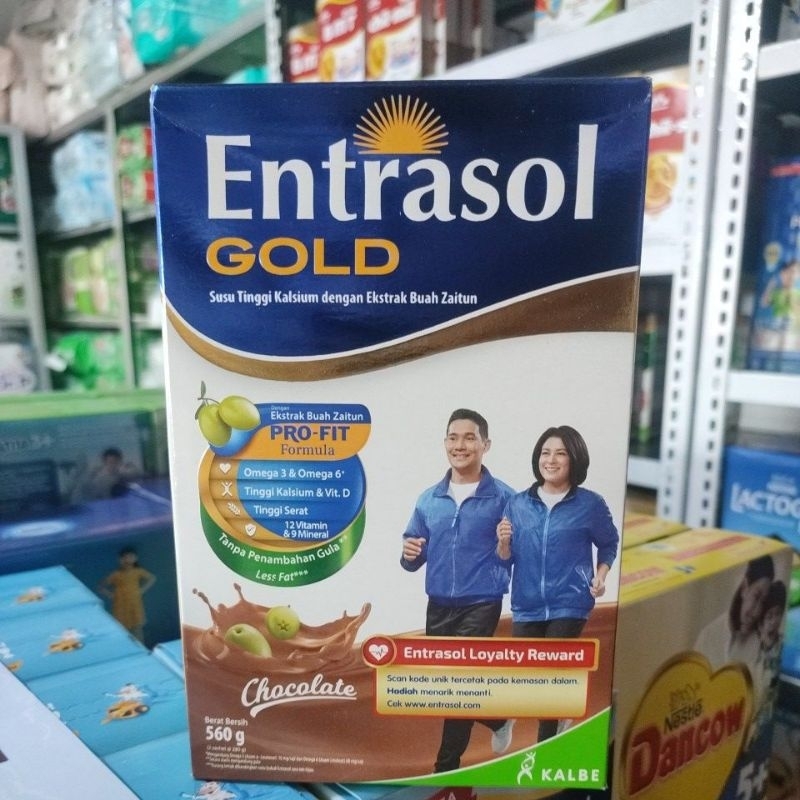 Entrasol
GOLD
Susu Tinggi Kalsium dengan Ekstrak Buah Zaitun
Dengan
Ekstrak Buah Zaitun
PRO-FIT
Formula
Omega 3 & Omega 6*
Tinggi Kalsium & Vit. D
Tinggi Serat
12 Vitamin
& 9 Mineral
Tanpa Penambahan Gula**
Less Fat***
Entrasol Loyalty Reward
Scan kode unik tercetak pada kemasan dalam.
Hadiah menarik menanti.
Cek www.entrasol.com
Chocolate
Berat Bersih
560 g
KALBE
LACTOG
Nestlé
DANCOW
5+